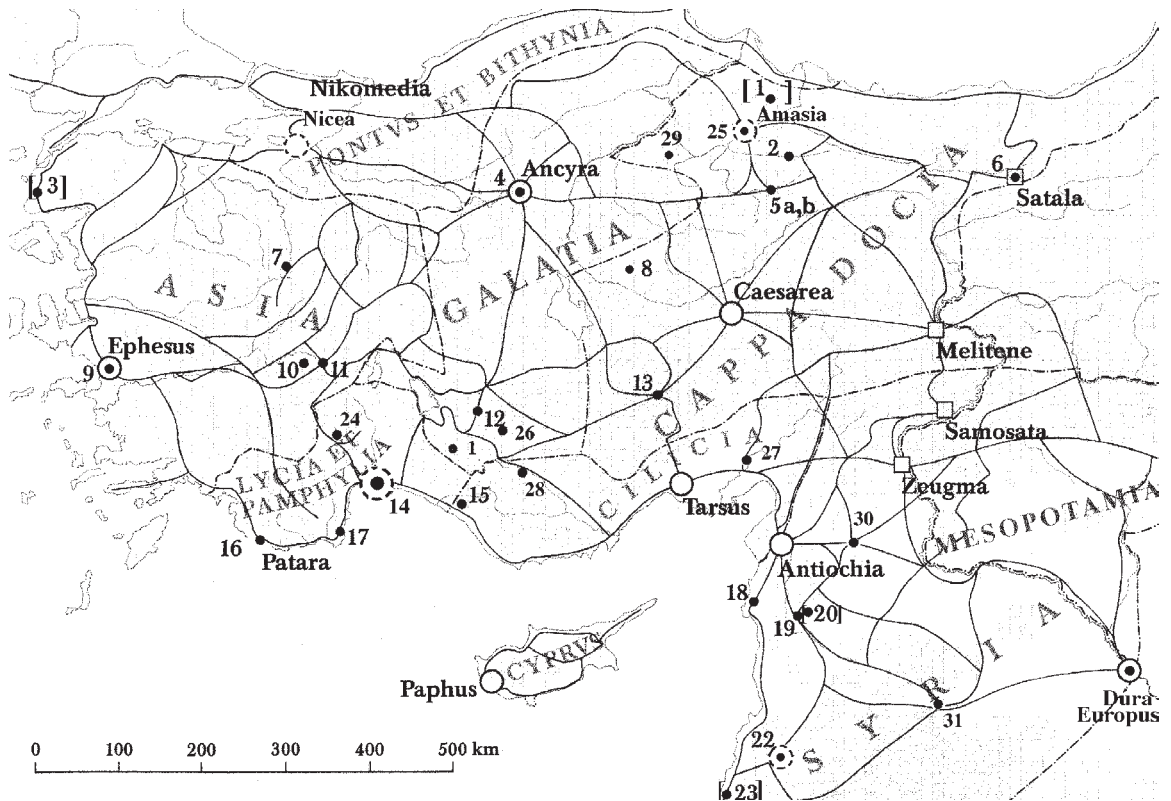 PONTVS ET BITHYNIA
Nikomedia
Nicea
[ 1 ]
Amasia
25
29
2
[ 3]
4
Ancyra
5a,b
6
Satala
7
ASIA
GALATIA
8
CAPPADOCIA
Caesarea
Melitene
Ephesus
9
10
11
13
12
26
24
1
LYCIA ET
PAMPHYLIA
28
15
14
CILICIA
27
Samosata
Zeugma
Tarsus
MESOPOTAMIA
16
17
Patara
30
Antiochia
18
19
[20]
CYPRVS
Paphus
SYRIA
31
Dura
Europus
22
[23]
0 100 200 300 400 500 km